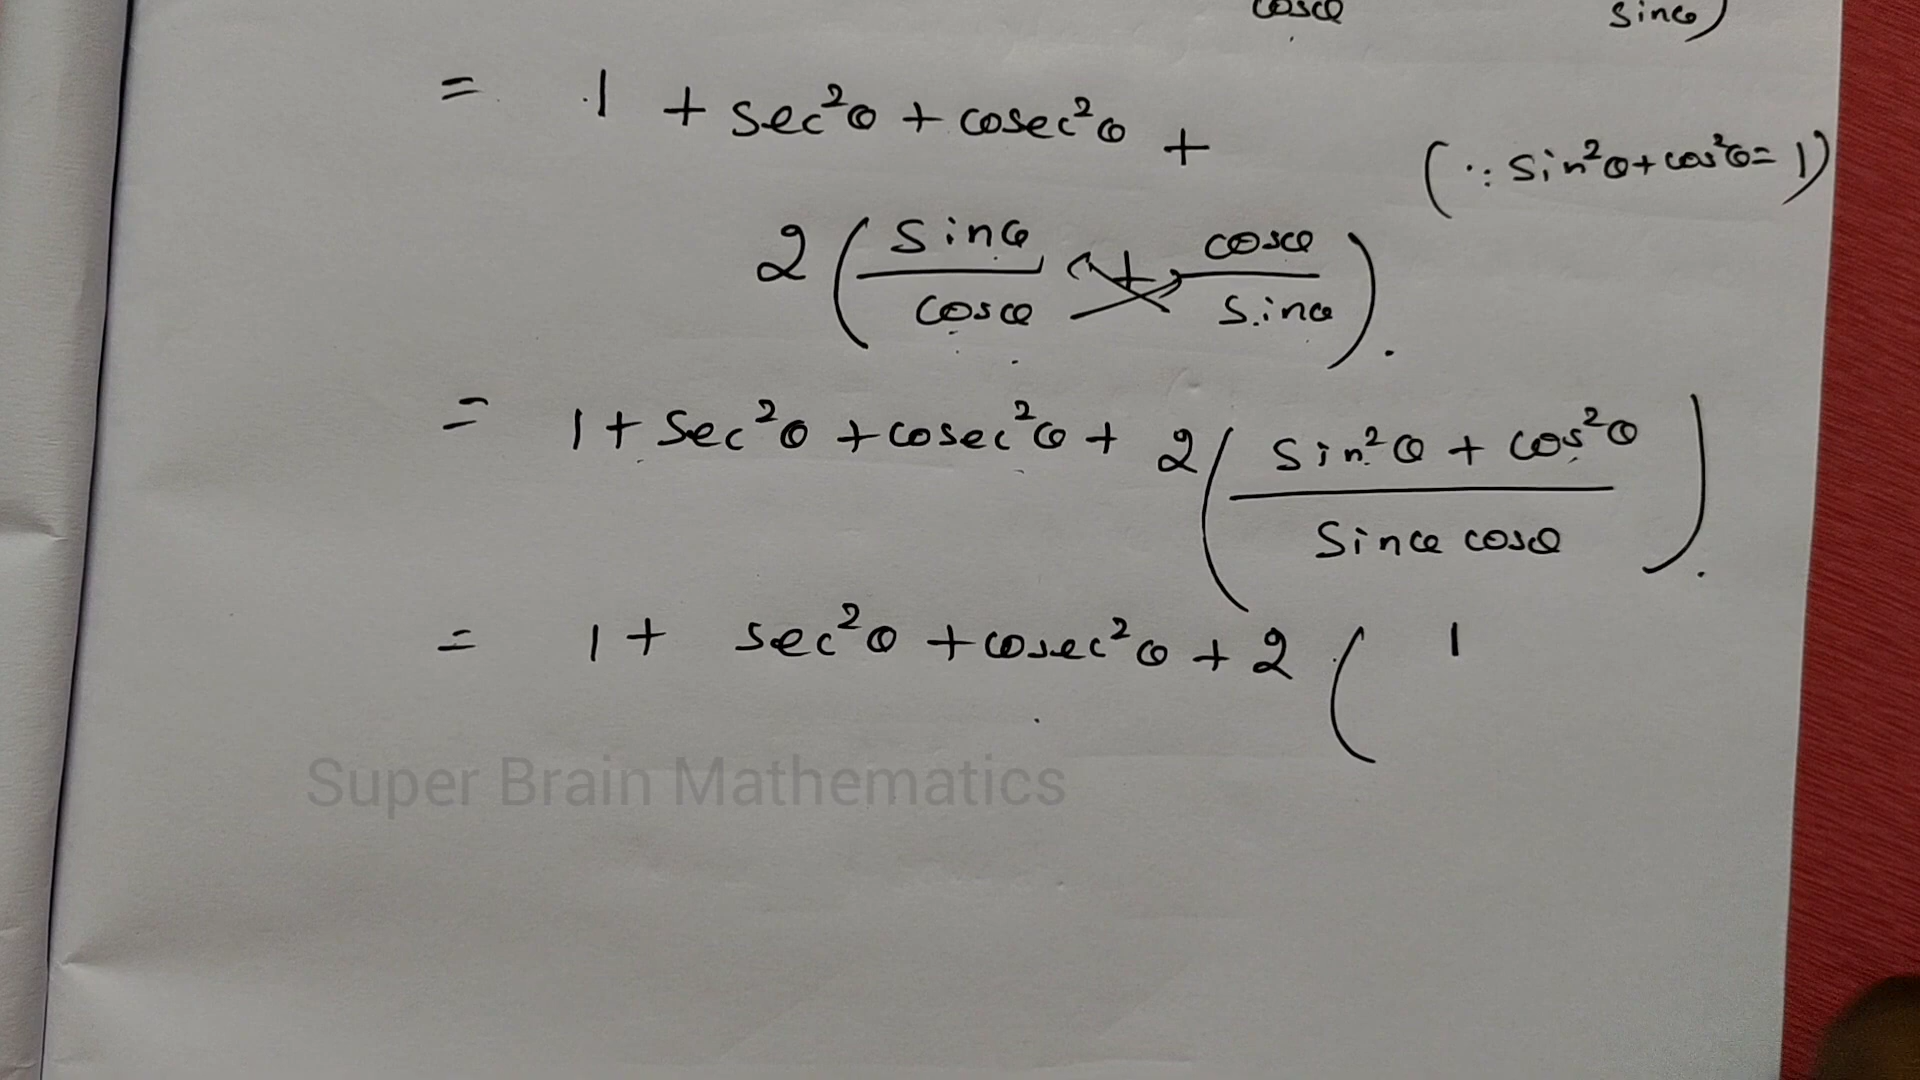 cosθ sinθ)
= 1 + sec²θ + cosec²θ +
(∵ sin²θ + cos²θ = 1)
2 ( sinθ / cosθ + cosθ / sinθ ).
= 1 + sec²θ + cosec²θ + 2 ( sin²θ + cos²θ / sinθ cosθ ).
= 1 + sec²θ + cosec²θ + 2 ( 1
Super Brain Mathematics